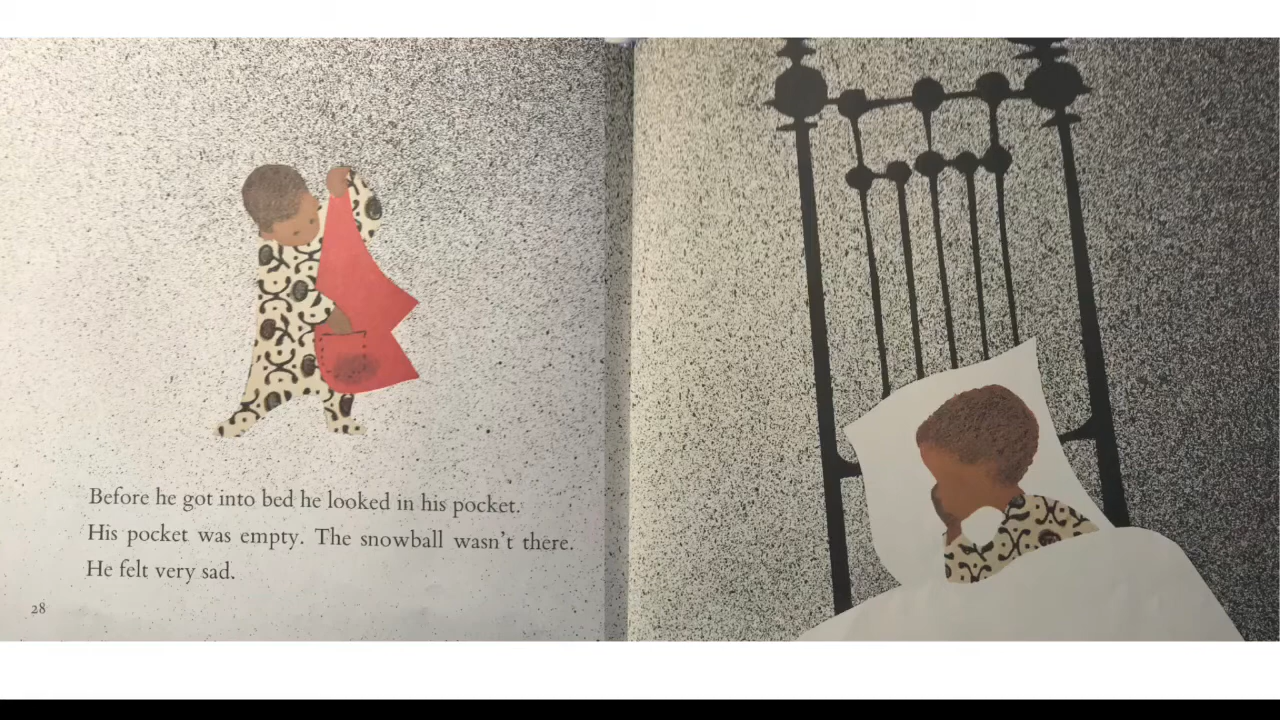 Before he got into bed he looked in his pocket.
His pocket was empty. The snowball wasn't there.
He felt very sad.
28